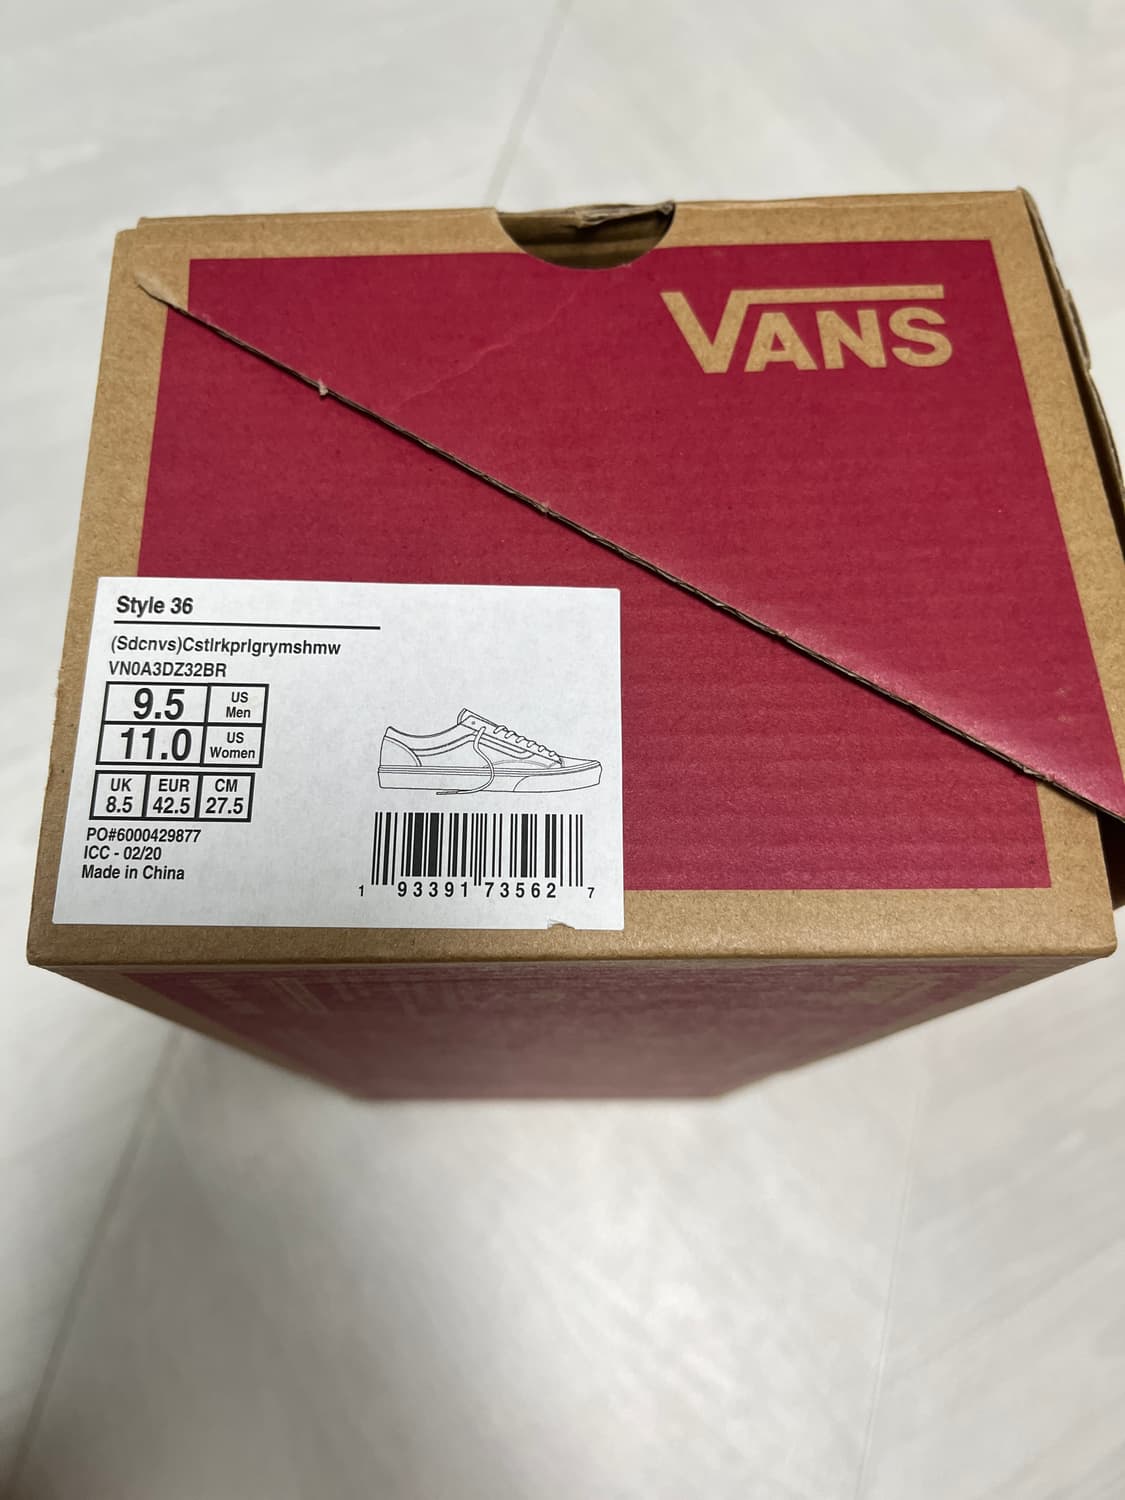 VANS
Style 36
(Sdcnvs)Cstlrkprlgrymshmw
VN0A3DZ32BR
9.5 US Men
11.0 US Women
UK EUR CM
8.5 42.5 27.5
PO#6000429877
ICC - 02/20
Made in China
1 93391 73562 7